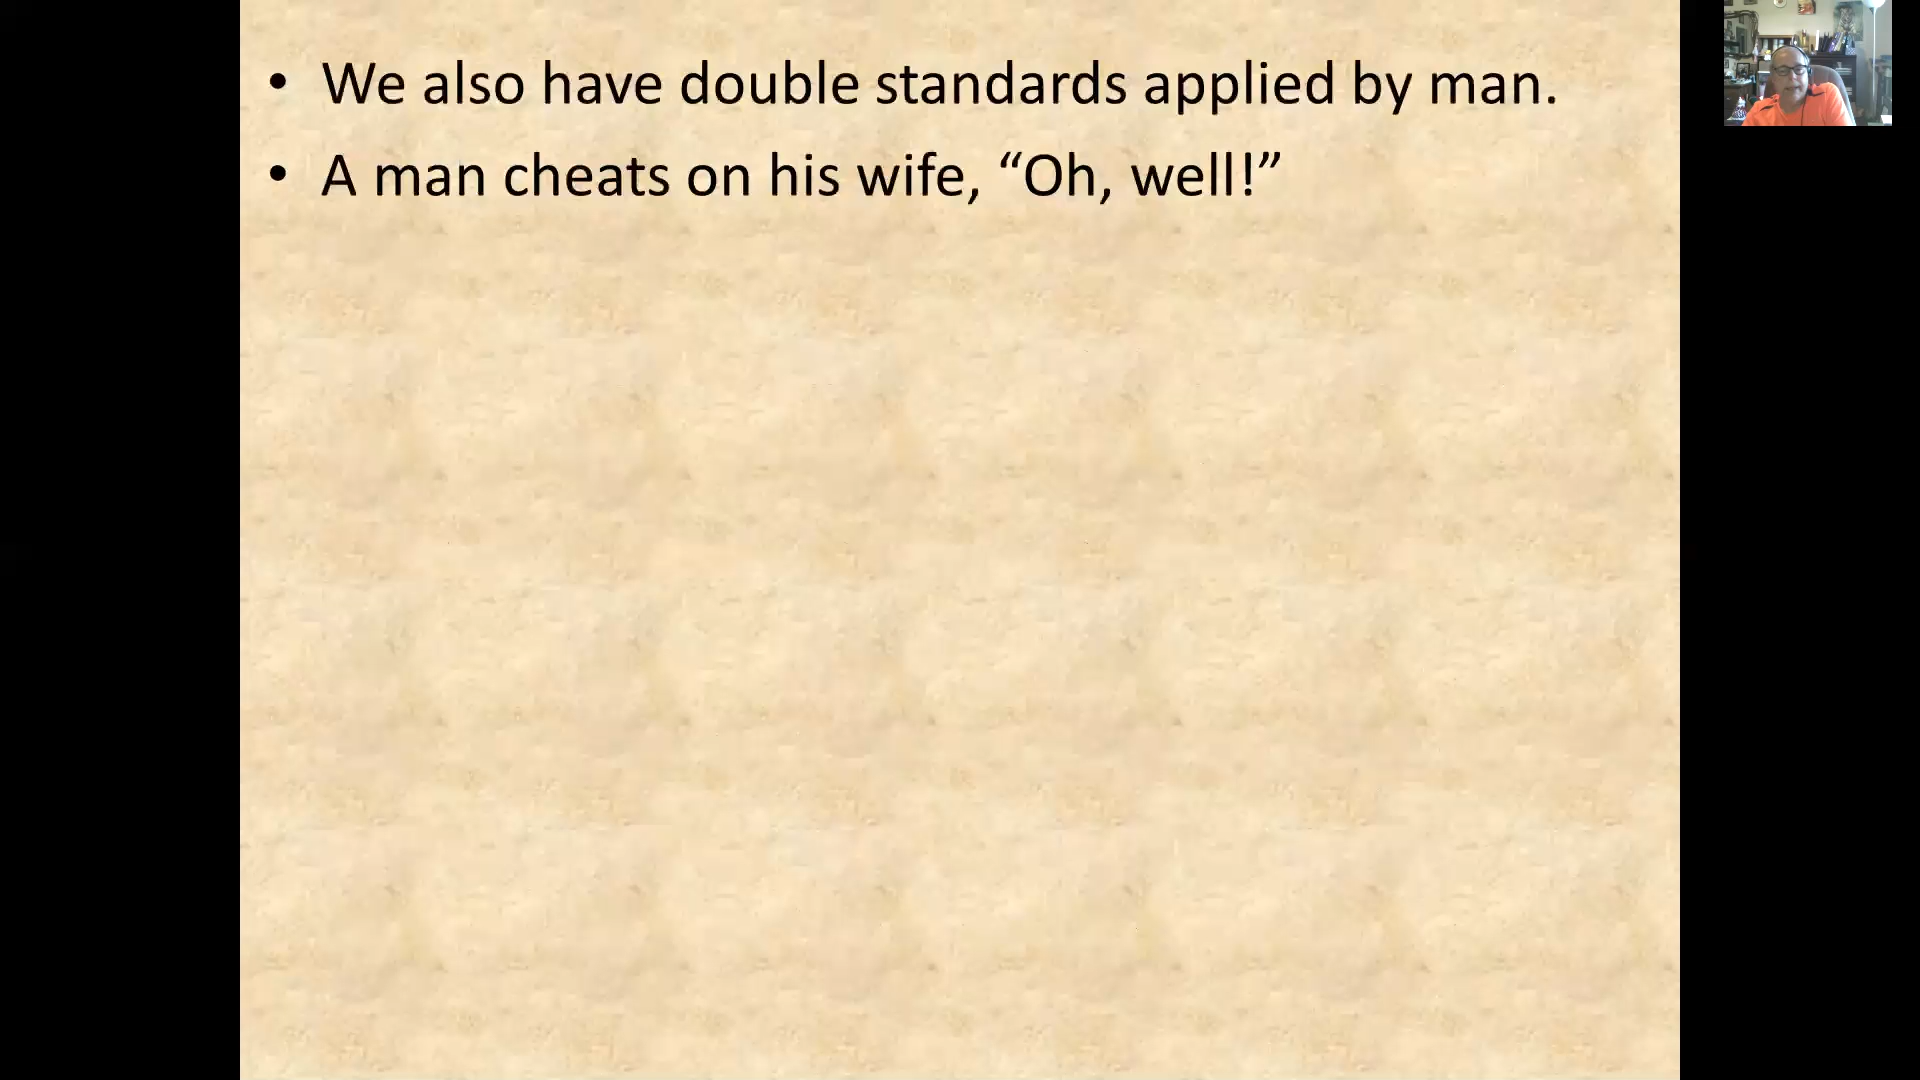 • We also have double standards applied by man.
• A man cheats on his wife, “Oh, well!”